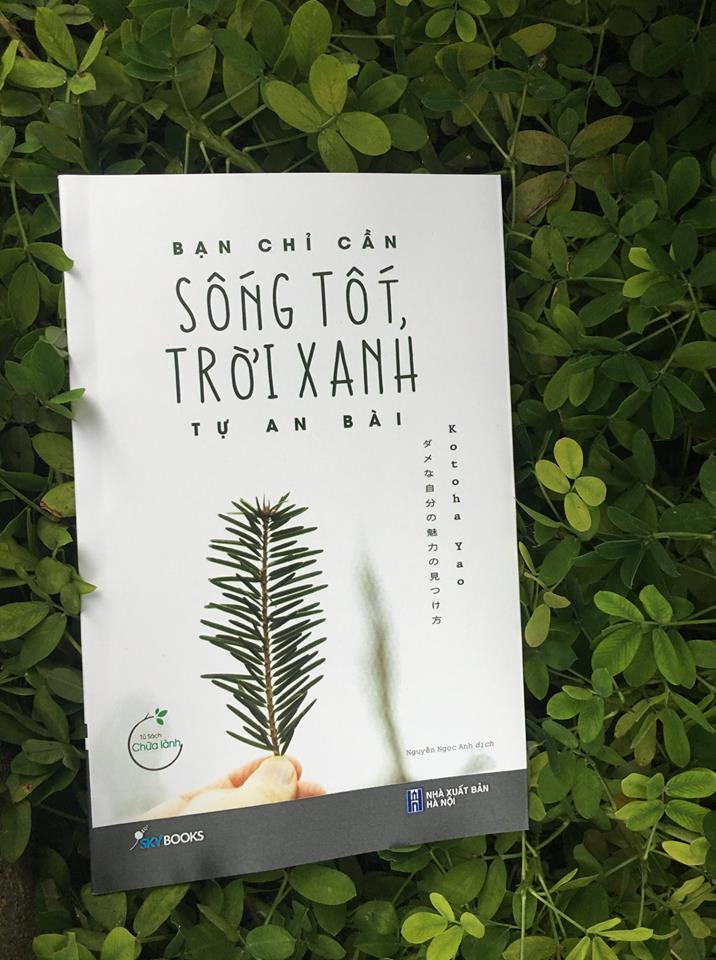 BẠN CHỈ CẦN
SỐNG TỐT,
TRỜI XANH
TỰ AN BÀI
Kotoha Yao
ダメな自分の魅力の見つけ方
Tủ Sách
Chữa lành
Nguyễn Ngọc Anh dịch
SKYBOOKS
NHÀ XUẤT BẢN
HÀ NỘI